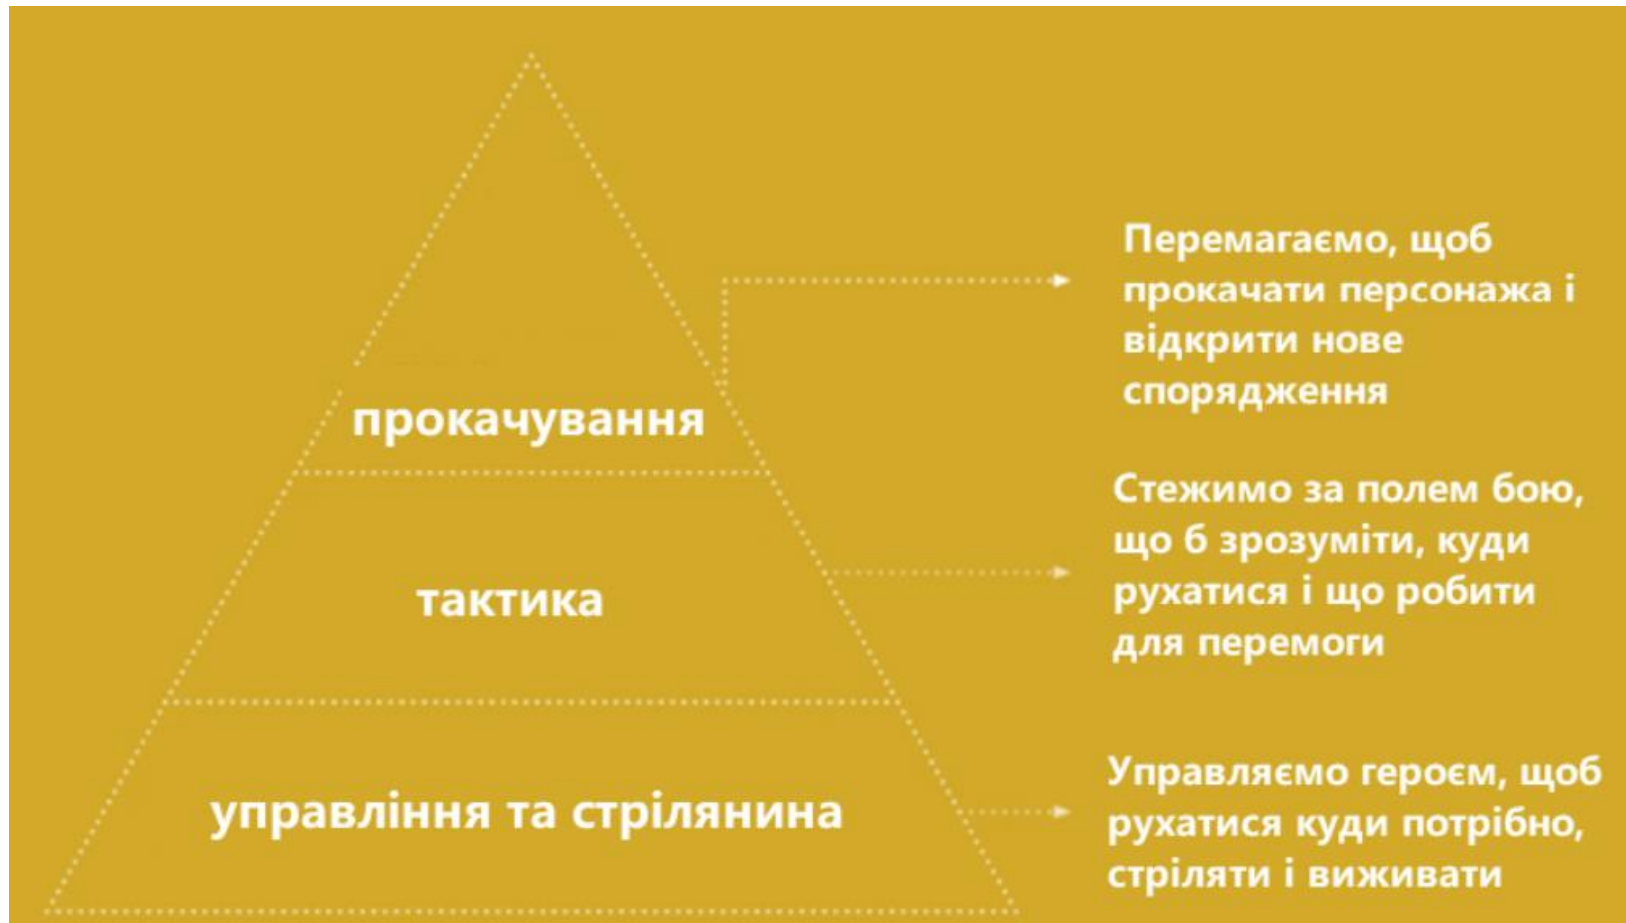 Перемагаємо, щоб
прокачати персонажа і
відкрити нове
спорядження
прокачування
Стежимо за полем бою,
що б зрозуміти, куди
рухатися і що робити
для перемоги
тактика
Управляємо героєм, щоб
рухатися куди потрібно,
стріляти і виживати
управління та стрілянина